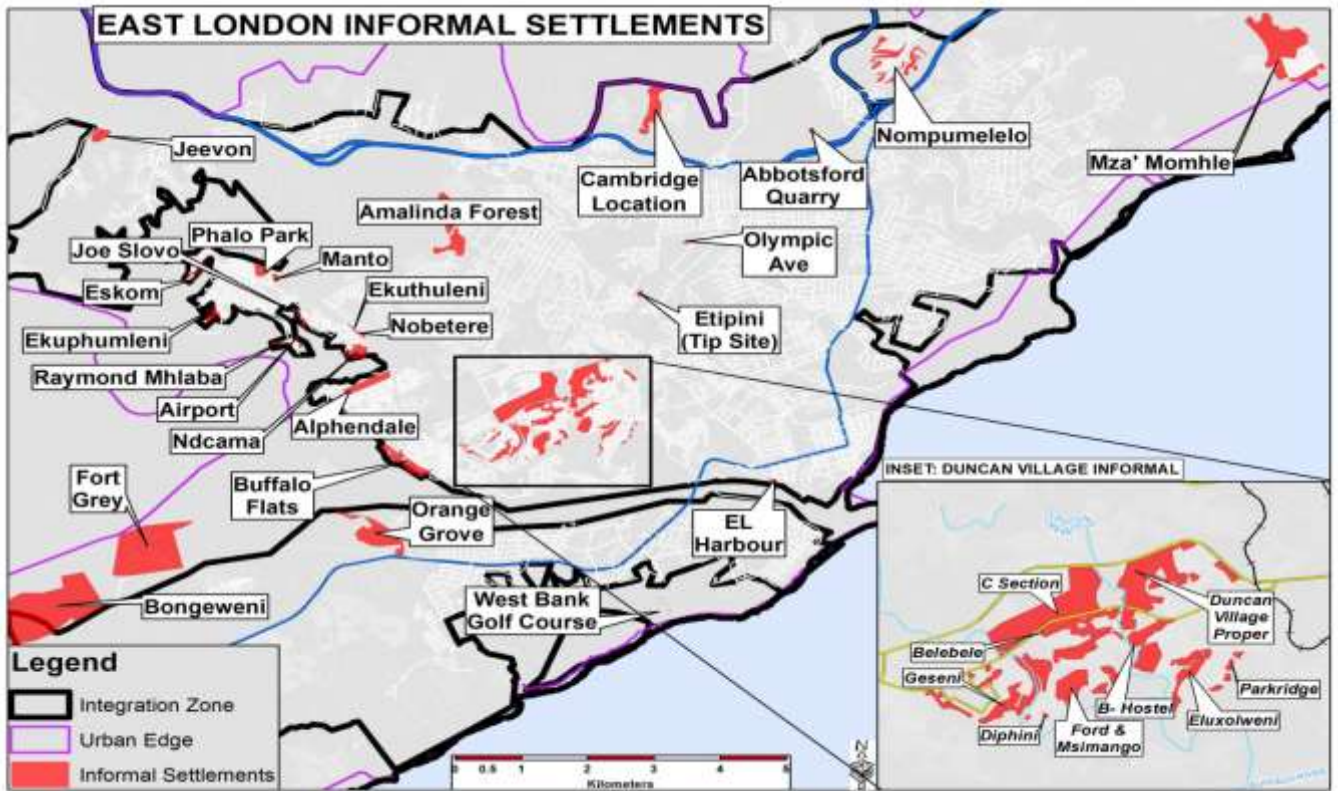 EAST LONDON INFORMAL SETTLEMENTS
Jeevon
Cambridge
Location
Abbotsford
Quarry
Nompumelelo
Mza' Momhle
Amalinda Forest
Phalo Park
Joe Slovo
Manto
Olympic
Ave
Eskom
Ekuthuleni
Ekuphumleni
Nobetere
Etipini
(Tip Site)
Raymond Mhlaba
Airport
Alphendale
Ndcama
Fort
Grey
Buffalo
Flats
Orange
Grove
EL
Harbour
Bongeweni
West Bank
Golf Course
INSET: DUNCAN VILLAGE INFORMAL
C Section
Duncan
Village
Proper
Belebele
Geseni
Parkridge
B- Hostel
Eluxolweni
Diphini
Ford &
Msimango
Legend
Integration Zone
Urban Edge
Informal Settlements
0 0.5 1 2 3 4 5
Kilometers